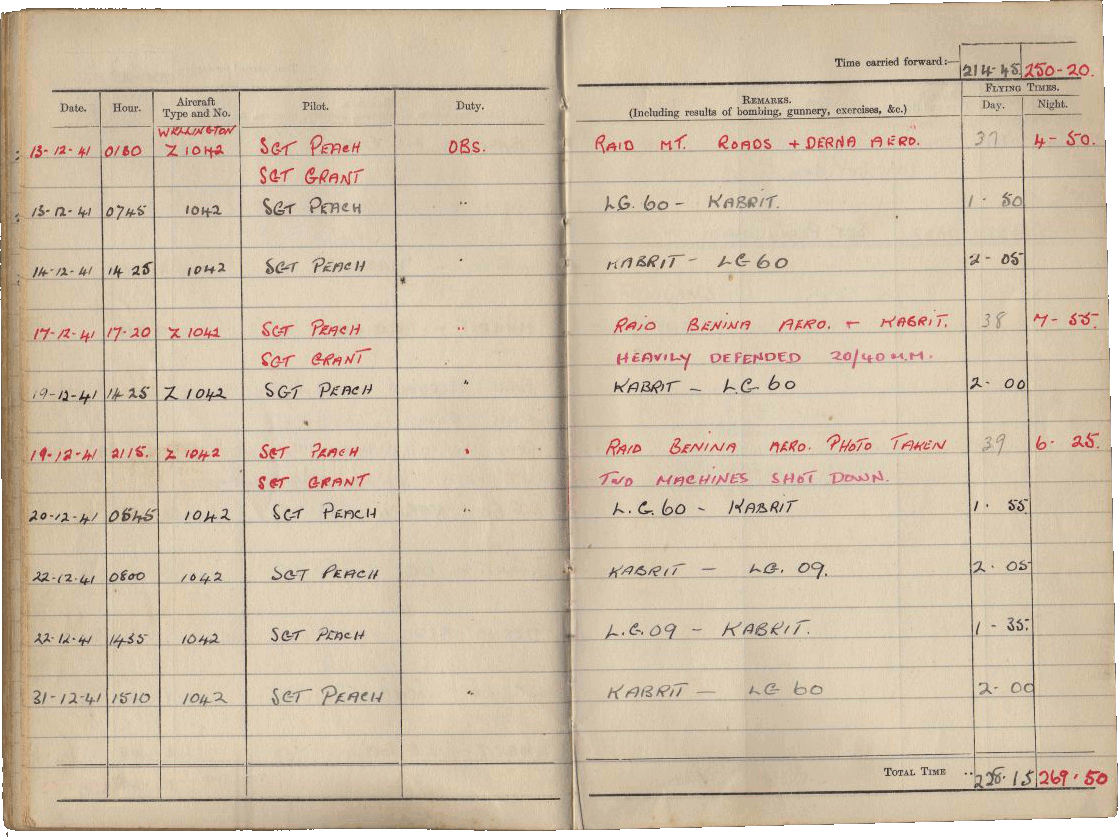 Time carried forward:— 214-45 250-20.
Date. Hour. Aircraft Type and No. Pilot. Duty. REMARKS. (Including results of bombing, gunnery, exercises, &c.) FLYING TIMES. Day. Night.
WELLINGTON
13-12-41 0130 Z 1042 SGT PEACH OBS. RAID MT. ROADS + DERNA AERO. 37 4-50.
SGT GRANT
13-12-41 0745 1042 SGT PEACH " LG. 60 - KABRIT. 1-50
14-12-41 14 25 1042 SGT PEACH " KABRIT - LG 60 2-05
17-12-41 17-20 Z 1042 SGT PEACH " RAID BENINA AERO. + KABRIT. 38 7-55.
SGT GRANT HEAVILY DEFENDED 20/40 M.M.
19-12-41 14 25 Z 1042 SGT PEACH " KABRIT - L.G. 60 2-00
19-12-41 2115. Z 1042 SGT PEACH " RAID BENINA AERO. PHOTO TAKEN 39 6-25.
SGT GRANT TWO MACHINES SHOT DOWN.
20-12-41 0845 1042 SGT PEACH " L.G. 60 - KABRIT 1-55
22-12-41 0800 1042 SGT PEACH KABRIT - LG. 09. 2-05
22-12-41 1435 1042 SGT PEACH L.G. 09 - KABRIT. 1-35.
31-12-41 1510 1042 SGT PEACH " KABRIT - LG 60 2-00
TOTAL TIME .. 228.15 269.50